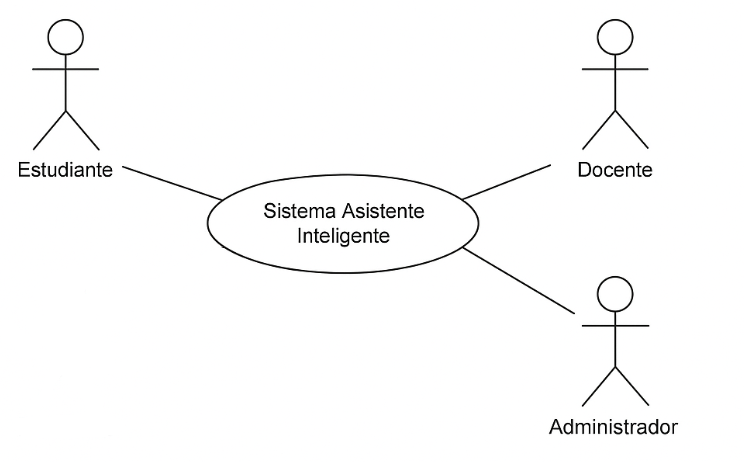 Estudiante
Docente
Sistema Asistente
Inteligente
Administrador